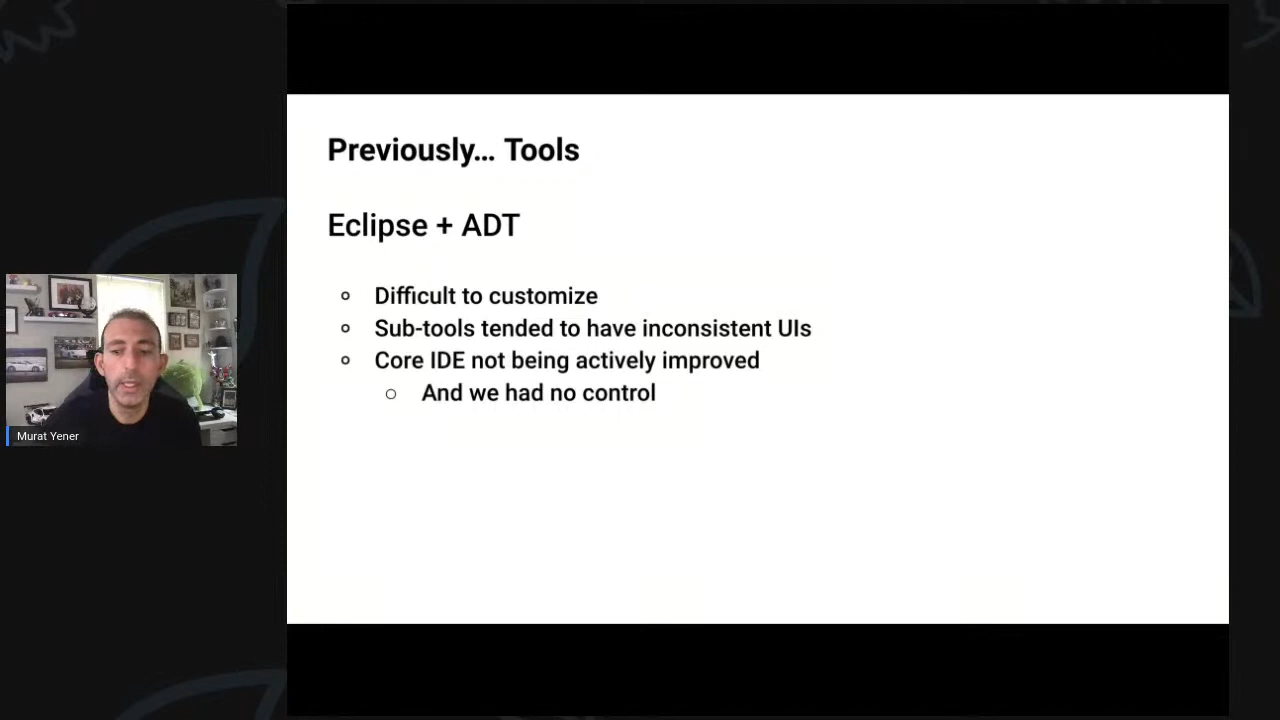 Previously… Tools
Eclipse + ADT
Difficult to customize
Sub-tools tended to have inconsistent UIs
Core IDE not being actively improved
And we had no control
Murat Yener